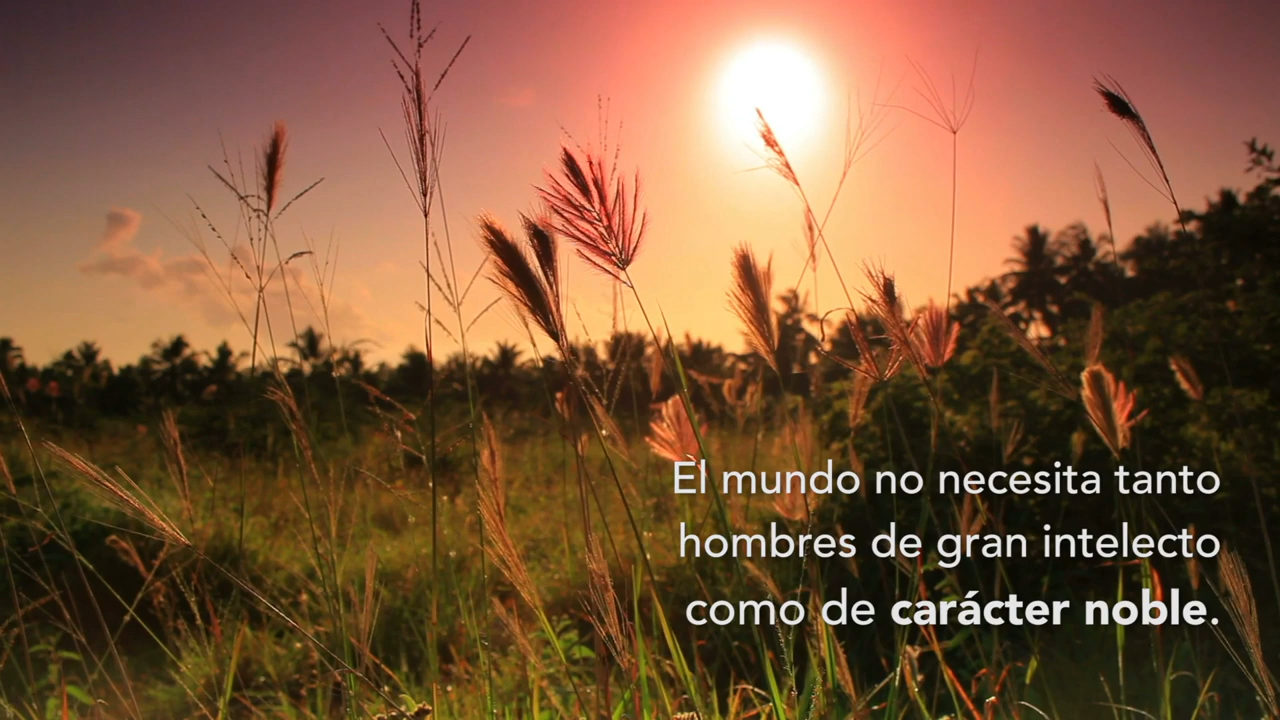 El mundo no necesita tanto
hombres de gran intelecto
como de carácter noble.